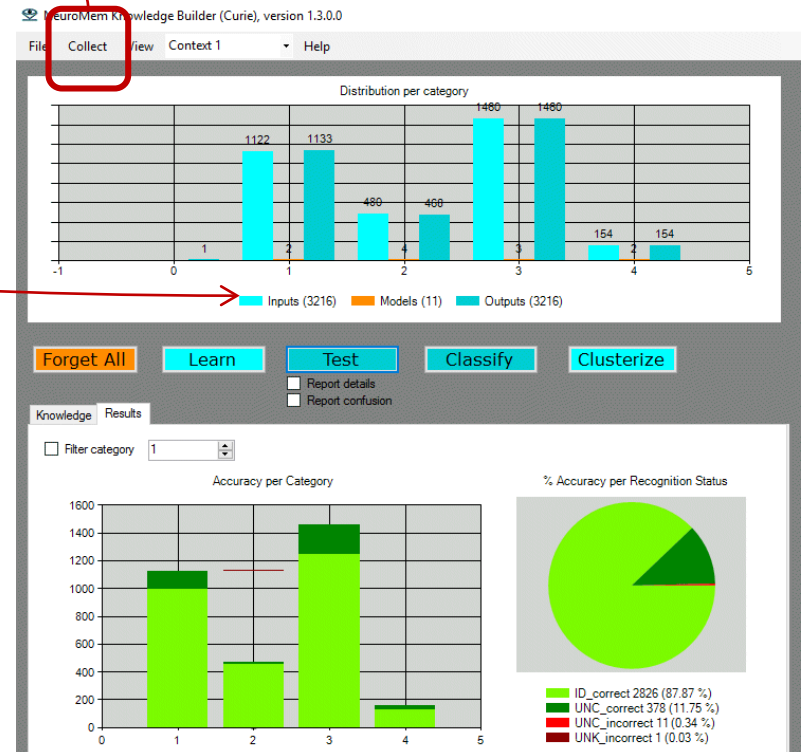 NeuroMem Knowledge Builder (Curie), version 1.3.0.0
File Collect View Context 1 Help
Distribution per category
1460 1460
1122 1133
480 468
154 154
1 2 4 3 2
-1 0 1 2 3 4 5
Inputs (3216) Models (11) Outputs (3216)
Forget All Learn Test Classify Clusterize
Report details
Report confusion
Knowledge Results
Filter category 1
Accuracy per Category % Accuracy per Recognition Status
1600
1400
1200
1000
800
600
400
200
0
0 1 2 3 4 5
ID_correct 2826 (87.87 %)
UNC_correct 378 (11.75 %)
UNC_incorrect 11 (0.34 %)
UNK_incorrect 1 (0.03 %)